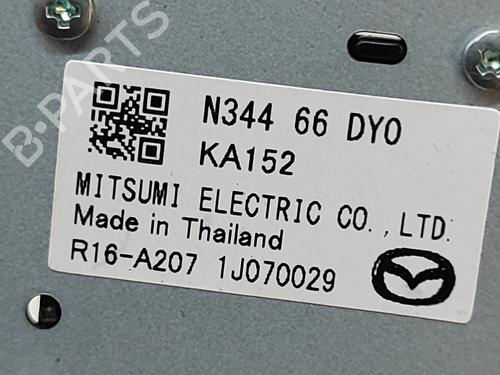 B-PARTS
N344 66 DY0
KA152
MITSUMI ELECTRIC CO., LTD.
Made in Thailand
R16-A207 1J070029